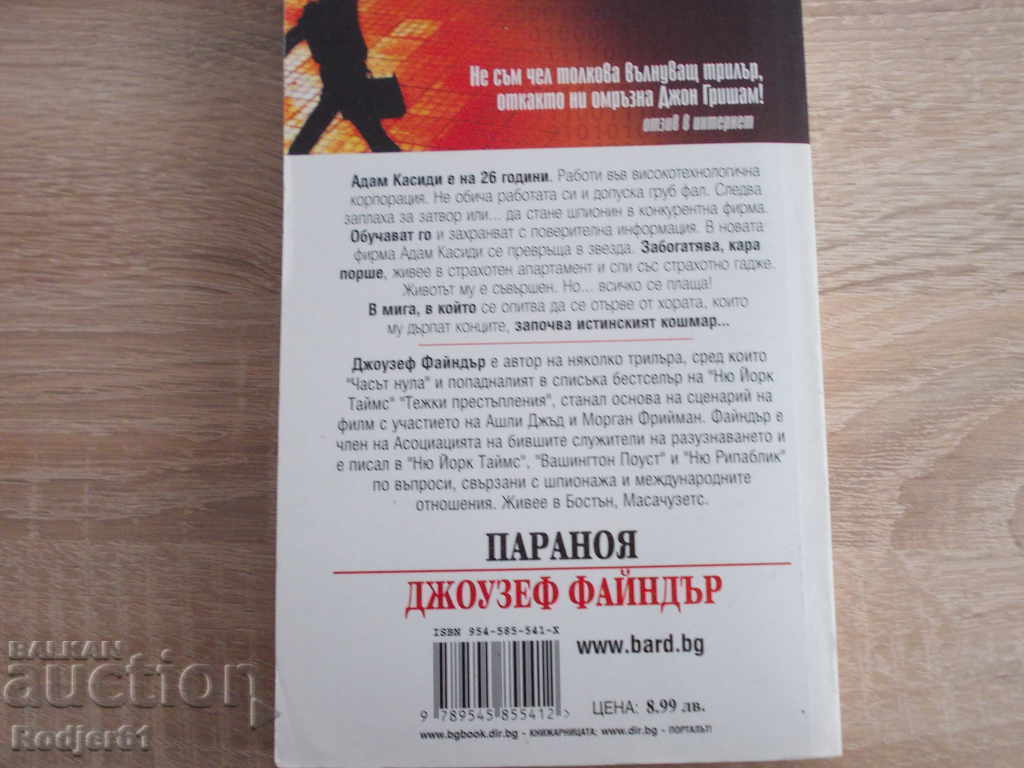 Не съм чел толкова вълнуващ трилър,
откакто ни омръзна Джон Гришам!
отзив в интернет
Адам Касиди е на 26 години. Работи във високотехнологична
корпорация. Не обича работата си и допуска груб фал. Следва
заплаха за затвор или... да стане шпионин в конкурентна фирма.
Обучават го и захранват с поверителна информация. В новата
фирма Адам Касиди се превръща в звезда. Забогатява, кара
порше, живее в страхотен апартамент и спи със страхотно гадже.
Животът му е съвършен. Но... всичко се плаща!
В мига, в който се опитва да се отърве от хората, които
му дърпат конците, започва истинският кошмар...
Джоузеф Файндър е автор на няколко трилъра, сред които
"Часът нула" и попадналият в списъка бестселър на "Ню Йорк
Таймс" "Тежки престъпления", станал основа на сценарий на
филм с участието на Ашли Джъд и Морган Фрийман. Файндър е
член на Асоциацията на бившите служители на разузнаването и
е писал в "Ню Йорк Таймс", "Вашингтон Поуст" и "Ню Рипаблик"
по въпроси, свързани с шпионажа и международните
отношения. Живее в Бостън, Масачузетс.
ПАРАНОЯ
ДЖОУЗЕФ ФАЙНДЪР
ISBN 954-585-541-X
www.bard.bg
9 789545 855412 >
ЦЕНА: 8.99 лв.
www.bgbook.dir.bg - КНИЖАРНИЦАТА; www.dir.bg - ПОРТАЛЪТ!
BALKAN
auction
Rodjer61